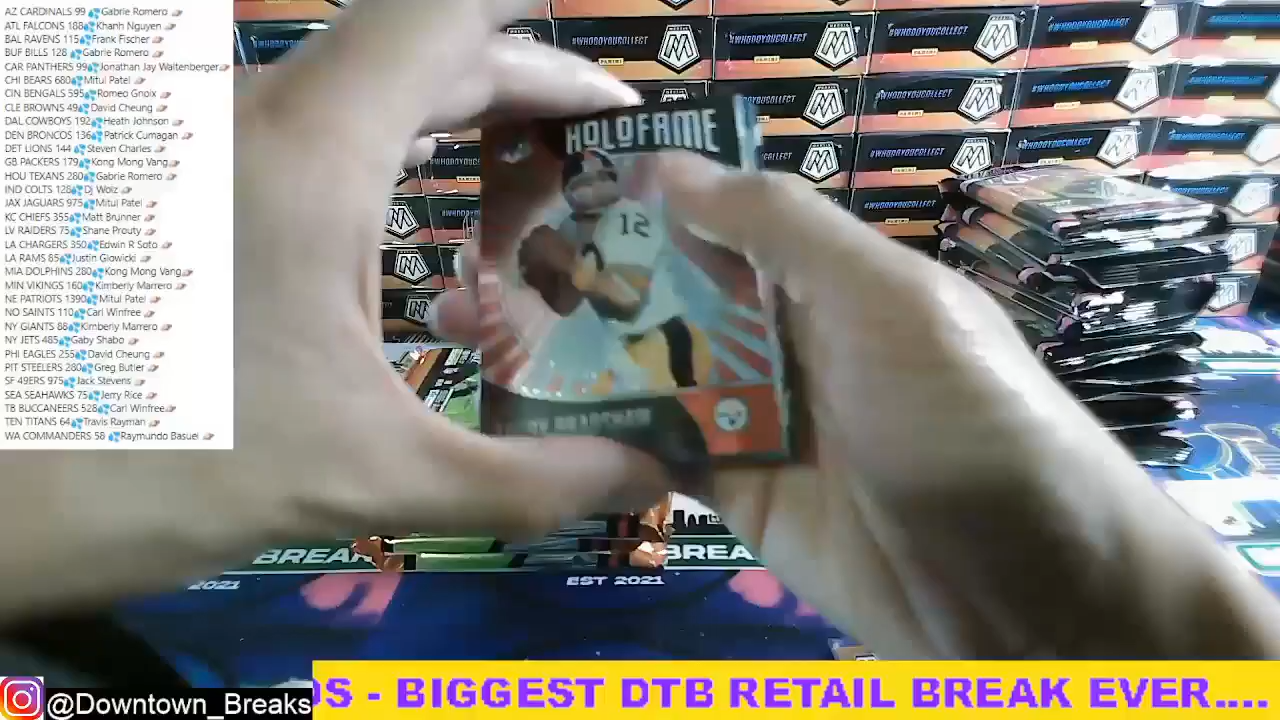 AZ CARDINALS 99 Gabrie Romero
ATL FALCONS 188 Khanh Nguyen
BAL RAVENS 115 Frank Fischer
BUF BILLS 128 Gabrie Romero
CAR PANTHERS 99 Jonathan Jay Waltenberger
CHI BEARS 680 Mitul Patel
CIN BENGALS 595 Romeo Gnoix
CLE BROWNS 49 David Cheung
DAL COWBOYS 192 Heath Johnson
DEN BRONCOS 136 Patrick Cumagan
DET LIONS 144 Steven Charles
GB PACKERS 179 Kong Mong Vang
HOU TEXANS 280 Gabrie Romero
IND COLTS 128 Dj Wolz
JAX JAGUARS 975 Mitul Patel
KC CHIEFS 355 Matt Brunner
LV RAIDERS 75 Shane Prouty
LA CHARGERS 350 Edwin R Soto
LA RAMS 85 Justin Glowicki
MIA DOLPHINS 280 Kong Mong Vang
MIN VIKINGS 160 Kimberly Marrero
NE PATRIOTS 1390 Mitul Patel
NO SAINTS 110 Carl Winfree
NY GIANTS 88 Kimberly Marrero
NY JETS 485 Gaby Shabo
PHI EAGLES 255 David Cheung
PIT STEELERS 280 Greg Butler
SF 49ERS 975 Jack Stevens
SEA SEAHAWKS 75 Jerry Rice
TB BUCCANEERS 528 Carl Winfree
TEN TITANS 64 Travis Rayman
WA COMMANDERS 58 Raymundo Basuel
#WHODOYOUCOLLECT
PANINI
HOLOFAME
12
BREAK
2021
EST 2021
BREA
@Downtown_Breaks
OS - BIGGEST DTB RETAIL BREAK EVER....